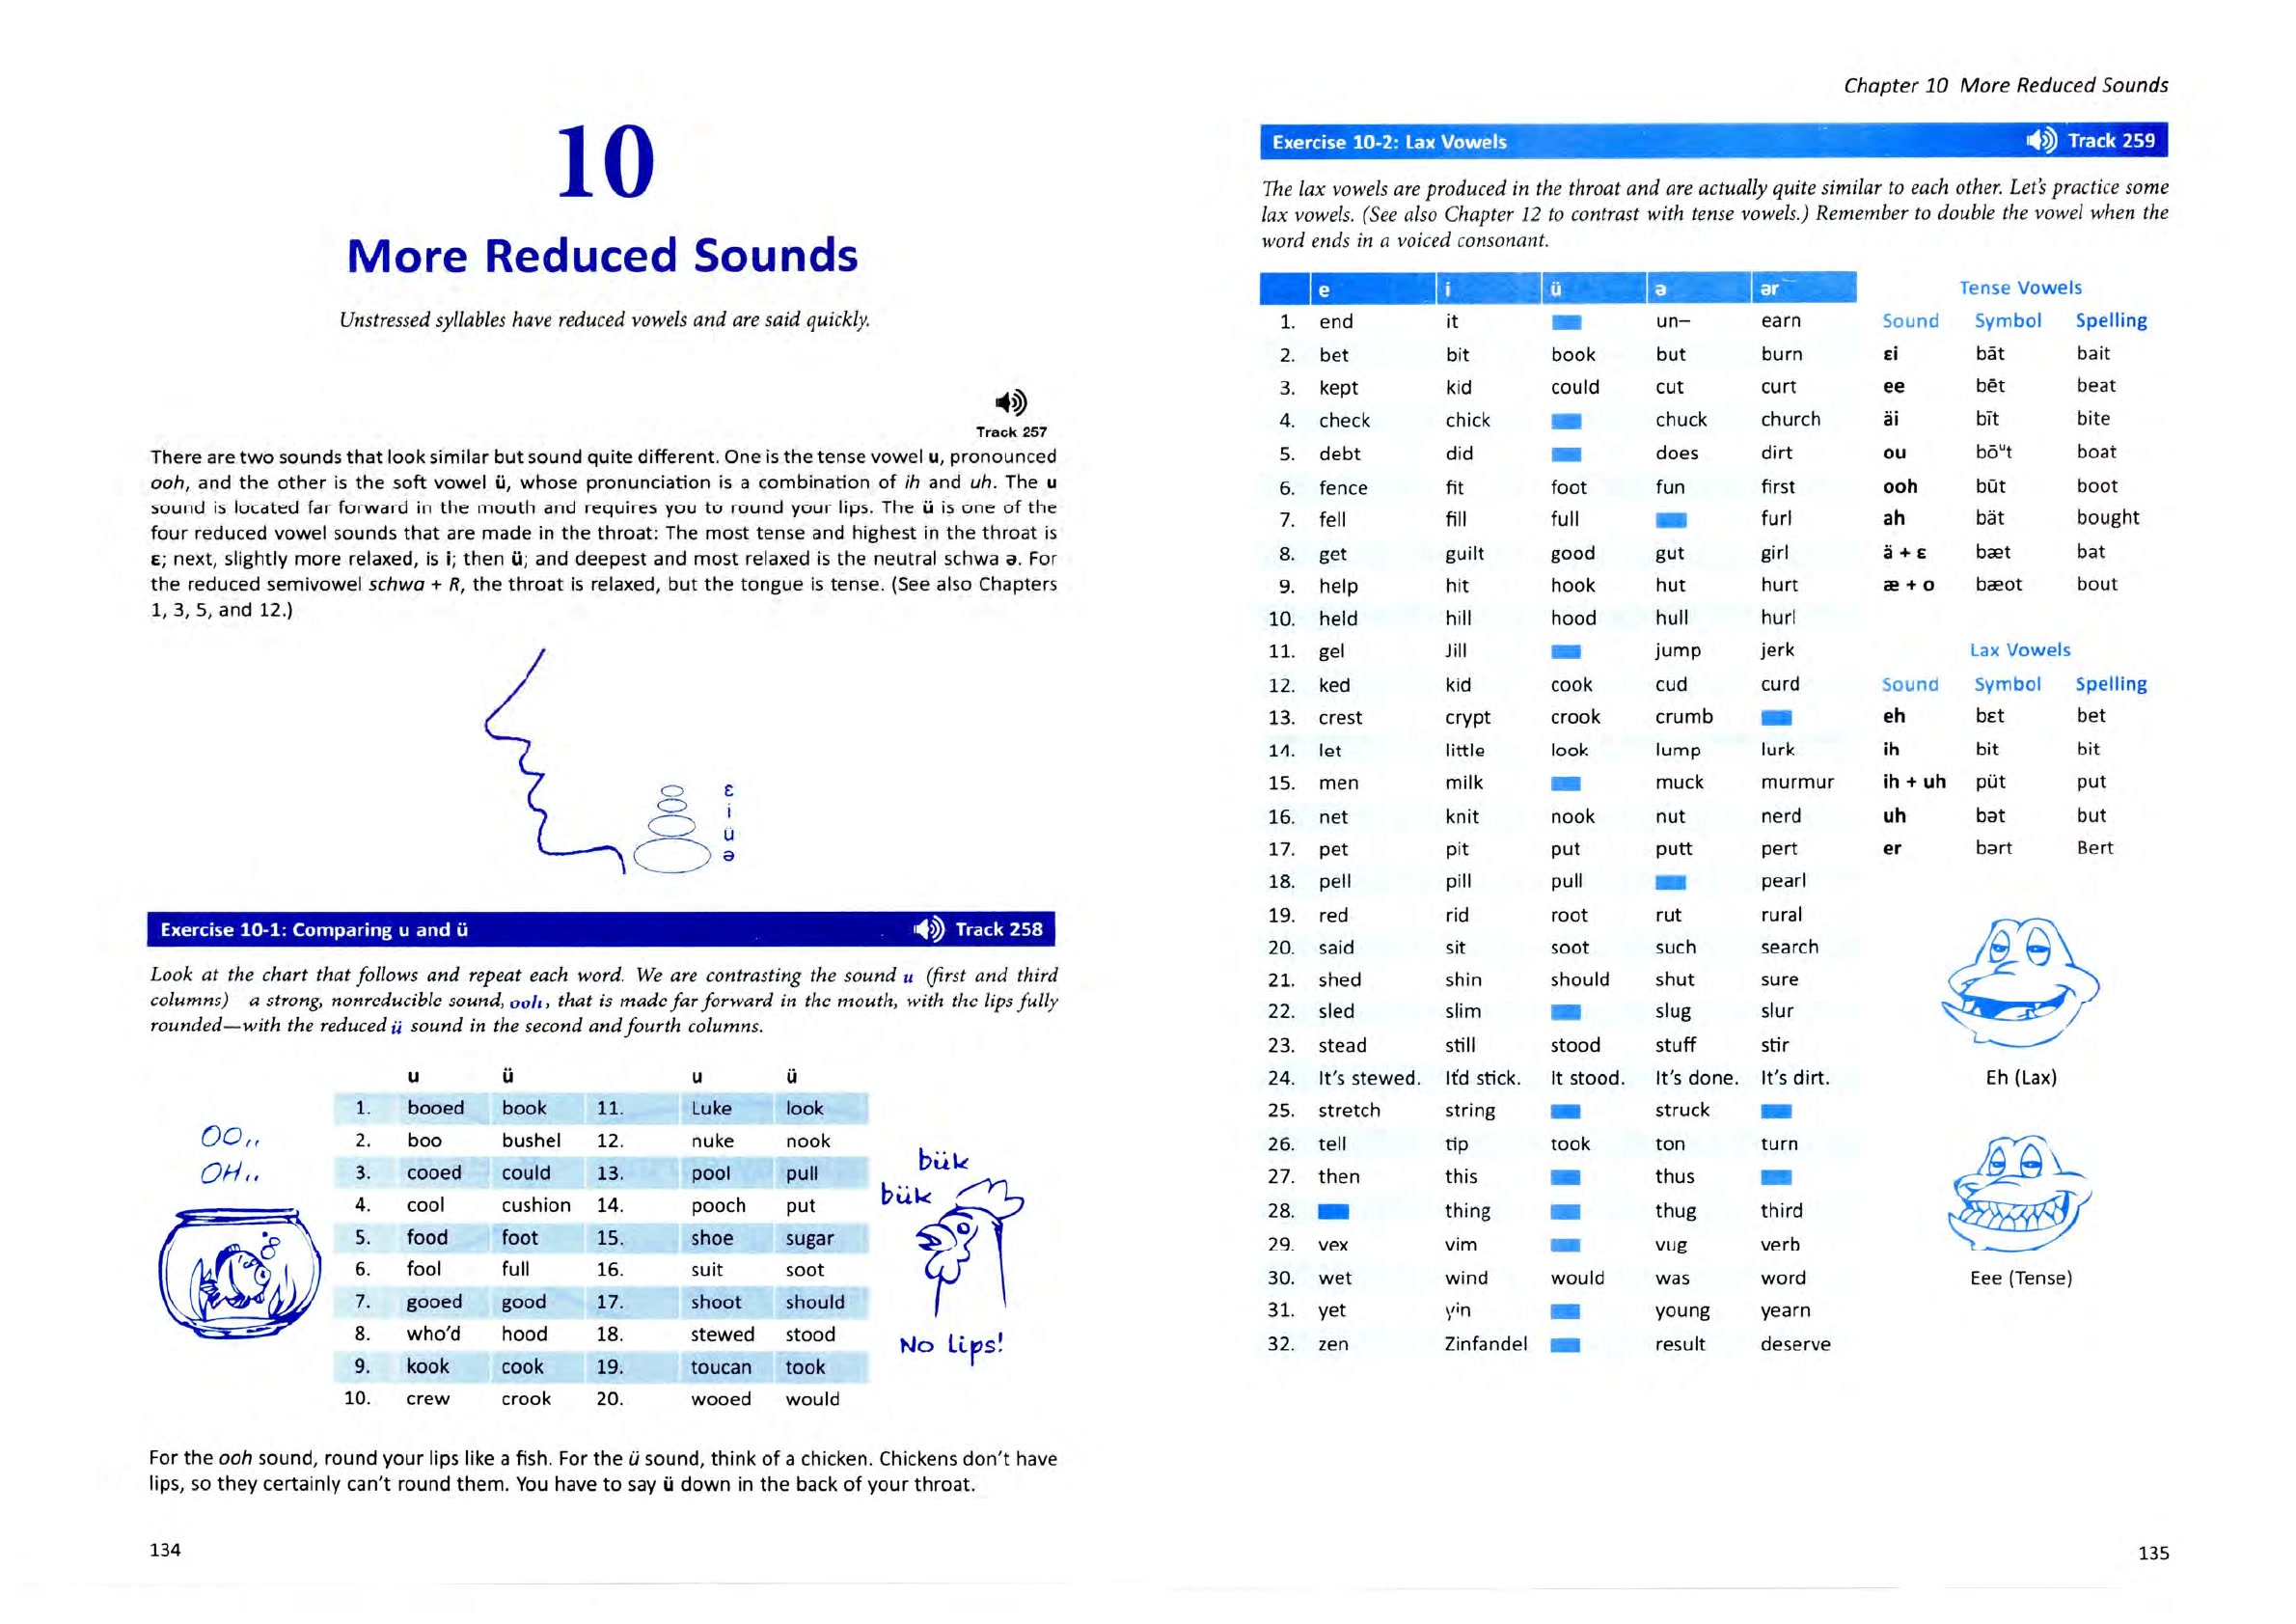 10
More Reduced Sounds
Unstressed syllables have reduced vowels and are said quickly.
Track 257
There are two sounds that look similar but sound quite different. One is the tense vowel u, pronounced
ooh, and the other is the soft vowel ü, whose pronunciation is a combination of ih and uh. The u
sound is located far forward in the mouth and requires you to round your lips. The ü is one of the
four reduced vowel sounds that are made in the throat: The most tense and highest in the throat is
ε; next, slightly more relaxed, is i; then ü; and deepest and most relaxed is the neutral schwa ə. For
the reduced semivowel schwa + R, the throat is relaxed, but the tongue is tense. (See also Chapters
1, 3, 5, and 12.)
ε
i
ü
ə
Exercise 10-1: Comparing u and ü Track 258
Look at the chart that follows and repeat each word. We are contrasting the sound u (first and third
columns) a strong, nonreducible sound, ooh, that is made far forward in the mouth, with the lips fully
rounded—with the reduced ü sound in the second and fourth columns.
u ü u ü
1. booed book 11. Luke look
2. boo bushel 12. nuke nook
3. cooed could 13. pool pull
4. cool cushion 14. pooch put
5. food foot 15. shoe sugar
6. fool full 16. suit soot
7. gooed good 17. shoot should
8. who'd hood 18. stewed stood
9. kook cook 19. toucan took
10. crew crook 20. wooed would
OO,,
OH,,
bük
bük
No Lips!
For the ooh sound, round your lips like a fish. For the ü sound, think of a chicken. Chickens don't have
lips, so they certainly can't round them. You have to say ü down in the back of your throat.
134
Chapter 10 More Reduced Sounds
Exercise 10-2: Lax Vowels Track 259
The lax vowels are produced in the throat and are actually quite similar to each other. Let's practice some
lax vowels. (See also Chapter 12 to contrast with tense vowels.) Remember to double the vowel when the
word ends in a voiced consonant.
e i ü ə ər
1. end it un– earn
2. bet bit book but burn
3. kept kid could cut curt
4. check chick chuck church
5. debt did does dirt
6. fence fit foot fun first
7. fell fill full furl
8. get guilt good gut girl
9. help hit hook hut hurt
10. held hill hood hull hurl
11. gel Jill jump jerk
12. ked kid cook cud curd
13. crest crypt crook crumb
14. let little look lump lurk
15. men milk muck murmur
16. net knit nook nut nerd
17. pet pit put putt pert
18. pell pill pull pearl
19. red rid root rut rural
20. said sit soot such search
21. shed shin should shut sure
22. sled slim slug slur
23. stead still stood stuff stir
24. It's stewed. It'd stick. It stood. It's done. It's dirt.
25. stretch string struck
26. tell tip took ton turn
27. then this thus
28. thing thug third
29. vex vim vug verb
30. wet wind would was word
31. yet yin young yearn
32. zen Zinfandel result deserve
Tense Vowels
Sound Symbol Spelling
εi bāt bait
ee bēt beat
äi bīt bite
ou bōᵘt boat
ooh būt boot
ah bät bought
ä + ε bæt bat
æ + o bæot bout
Lax Vowels
Sound Symbol Spelling
eh bεt bet
ih bit bit
ih + uh püt put
uh bət but
er bərt Bert
Eh (Lax)
Eee (Tense)
135